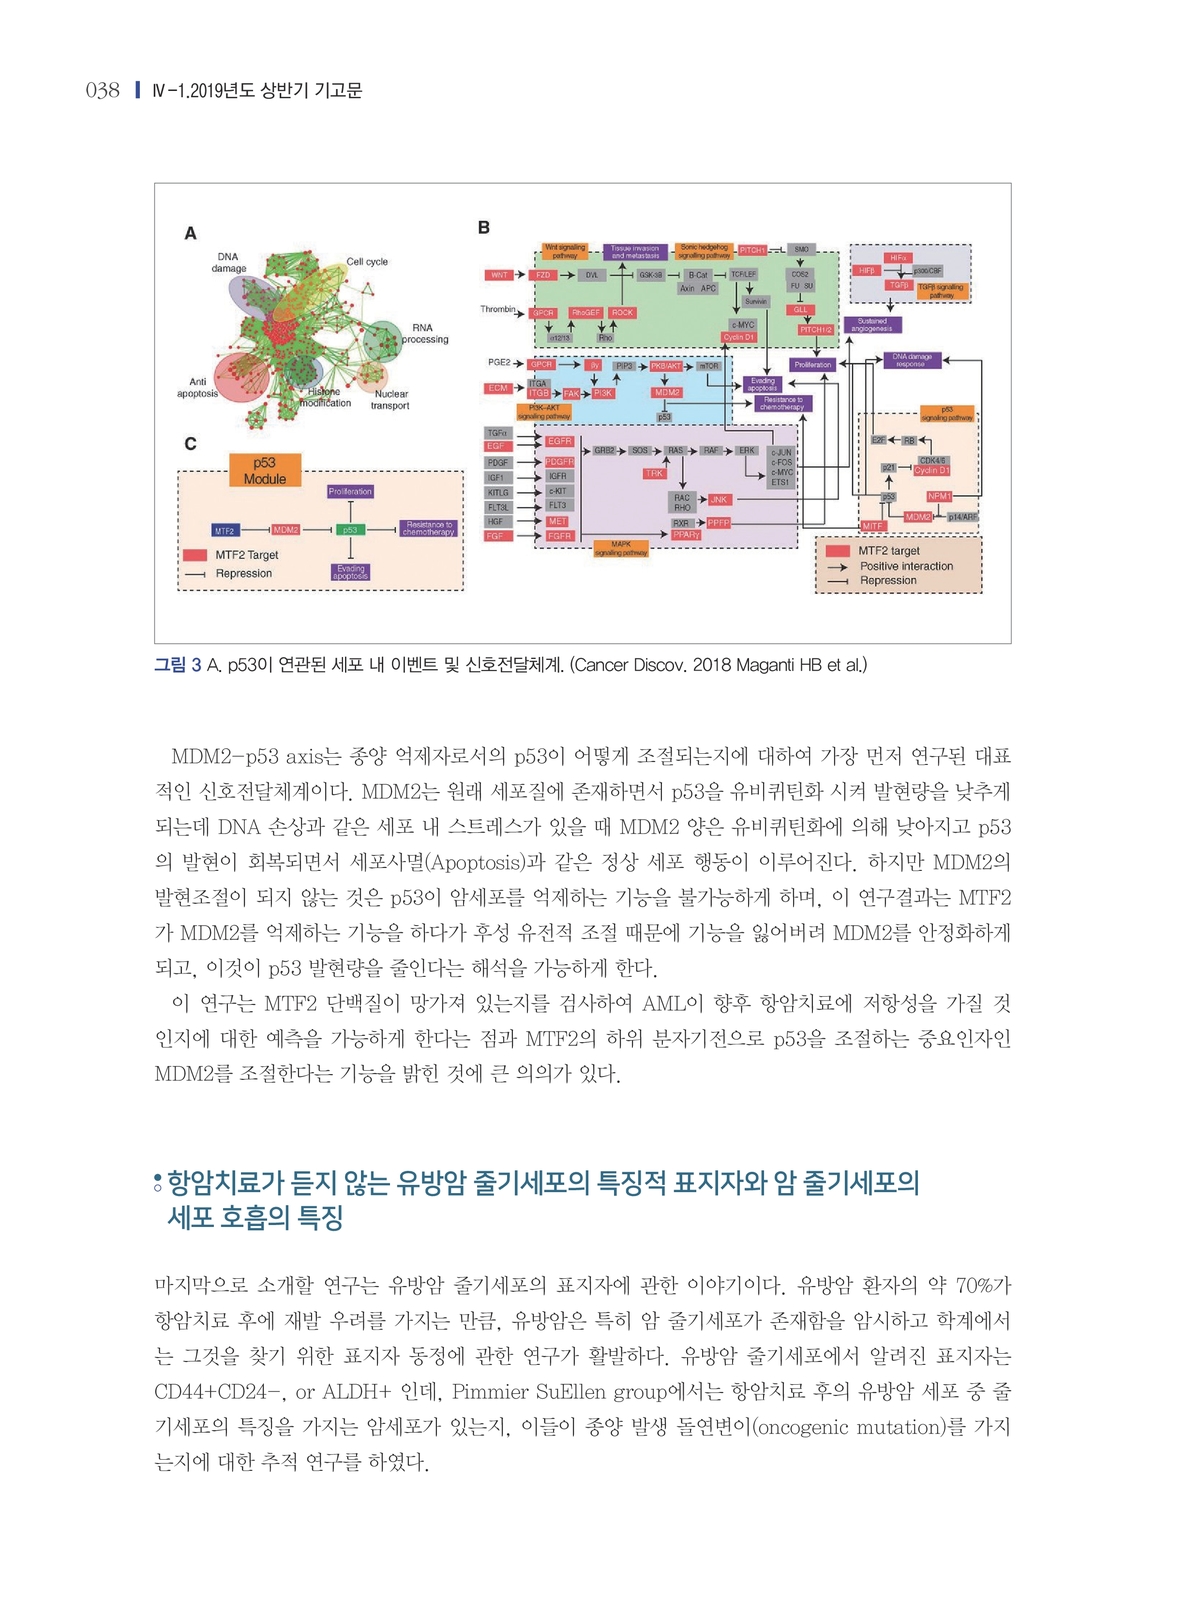 038 Ⅳ-1.2019년도 상반기 기고문
A
DNA
damage
Cell cycle
RNA
processing
Anti
apoptosis
Histone
modification
Nuclear
transport
B
Wnt signalling
pathway
Tissue invasion
and metastasis
Sonic hedgehog
signalling pathway
PITCH1
SMO
WNT
FZD
DVL
GSK-3B
B-Cat
Axin APC
TCF/LEF
Survivin
COS2
FU SU
Thrombin
GPCR
RhoGEF
ROCK
α12/13
Rho
c-MYC
Cyclin D1
GLL
PITCH1/2
HIFα
HIFβ
p300/CBF
TGFβ
TGFβ signalling
pathway
Sustained
angiogenesis
PGE2
GPCR
βγ
PIP3
PKB/AKT
mTOR
ECM
ITGA
ITGB
FAK
PI3K
MDM2
p53
PI3K-AKT
signalling pathway
Evading
apoptosis
Resistance to
chemotherapy
Proliferation
DNA damage
response
p53
signalling pathway
TGFα
EGF
EGFR
PDGF
PDGFR
IGF1
IGFR
KITLG
c-KIT
FLT3L
FLT3
HGF
MET
FGF
FGFR
GRB2
SOS
RAS
RAF
ERK
TRK
RAC
RHO
JNK
RXR
PPFP
PPARγ
c-JUN
c-FOS
c-MYC
ETS1
MAPK
signalling pathway
E2F
RB
p21
CDK4/6
Cyclin D1
p53
NPM1
MDM2
p14/ARF
MITF
MTF2 target
Positive interaction
Repression
C
p53
Module
Proliferation
MTF2
MDM2
p53
Resistance to
chemotherapy
Evading
apoptosis
MTF2 Target
Repression
그림 3 A. p53이 연관된 세포 내 이벤트 및 신호전달체계. (Cancer Discov. 2018 Maganti HB et al.)
MDM2-p53 axis는 종양 억제자로서의 p53이 어떻게 조절되는지에 대하여 가장 먼저 연구된 대표
적인 신호전달체계이다. MDM2는 원래 세포질에 존재하면서 p53을 유비퀴틴화 시켜 발현량을 낮추게
되는데 DNA 손상과 같은 세포 내 스트레스가 있을 때 MDM2 양은 유비퀴틴화에 의해 낮아지고 p53
의 발현이 회복되면서 세포사멸(Apoptosis)과 같은 정상 세포 행동이 이루어진다. 하지만 MDM2의
발현조절이 되지 않는 것은 p53이 암세포를 억제하는 기능을 불가능하게 하며, 이 연구결과는 MTF2
가 MDM2를 억제하는 기능을 하다가 후성 유전적 조절 때문에 기능을 잃어버려 MDM2를 안정화하게
되고, 이것이 p53 발현량을 줄인다는 해석을 가능하게 한다.
이 연구는 MTF2 단백질이 망가져 있는지를 검사하여 AML이 향후 항암치료에 저항성을 가질 것
인지에 대한 예측을 가능하게 한다는 점과 MTF2의 하위 분자기전으로 p53을 조절하는 중요인자인
MDM2를 조절한다는 기능을 밝힌 것에 큰 의의가 있다.
항암치료가 듣지 않는 유방암 줄기세포의 특징적 표지자와 암 줄기세포의
세포 호흡의 특징
마지막으로 소개할 연구는 유방암 줄기세포의 표지자에 관한 이야기이다. 유방암 환자의 약 70%가
항암치료 후에 재발 우려를 가지는 만큼, 유방암은 특히 암 줄기세포가 존재함을 암시하고 학계에서
는 그것을 찾기 위한 표지자 동정에 관한 연구가 활발하다. 유방암 줄기세포에서 알려진 표지자는
CD44+CD24-, or ALDH+ 인데, Pimmier SuEllen group에서는 항암치료 후의 유방암 세포 중 줄
기세포의 특징을 가지는 암세포가 있는지, 이들이 종양 발생 돌연변이(oncogenic mutation)를 가지
는지에 대한 추적 연구를 하였다.